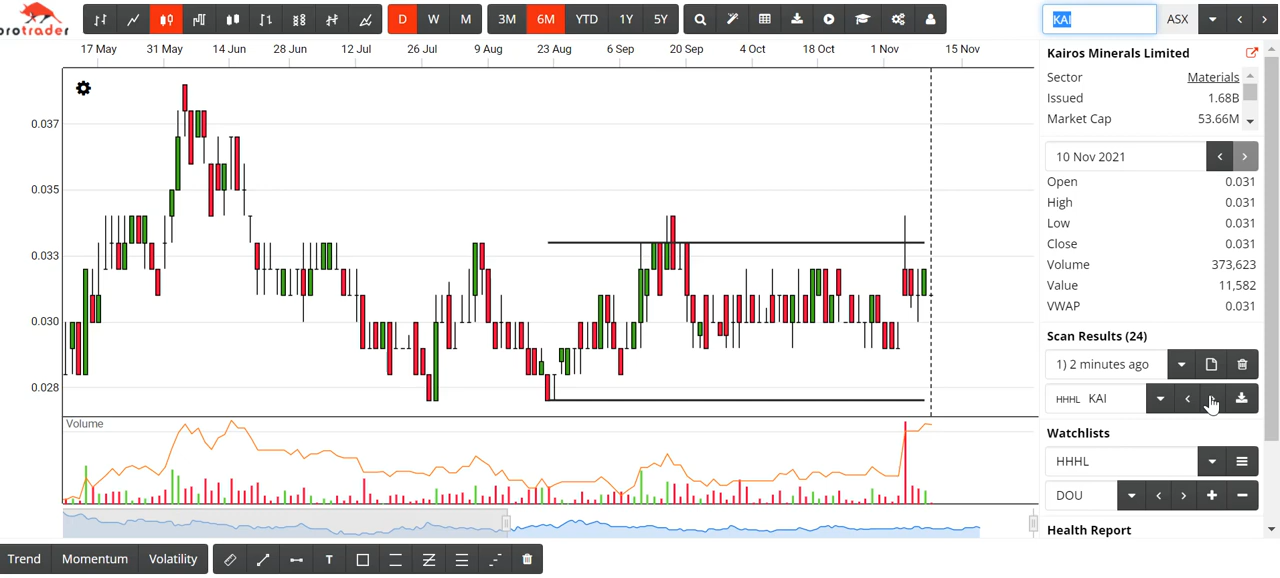 protrader
D W M 3M 6M YTD 1Y 5Y
KAI ASX
17 May 31 May 14 Jun 28 Jun 12 Jul 26 Jul 9 Aug 23 Aug 6 Sep 20 Sep 4 Oct 18 Oct 1 Nov 15 Nov
0.037
0.035
0.033
0.030
0.028
Volume
Kairos Minerals Limited
Sector Materials
Issued 1.68B
Market Cap 53.66M
10 Nov 2021
Open 0.031
High 0.031
Low 0.031
Close 0.031
Volume 373,623
Value 11,582
VWAP 0.031
Scan Results (24)
1) 2 minutes ago
HHHL KAI
Watchlists
HHHL
DOU
Health Report
Trend Momentum Volatility T